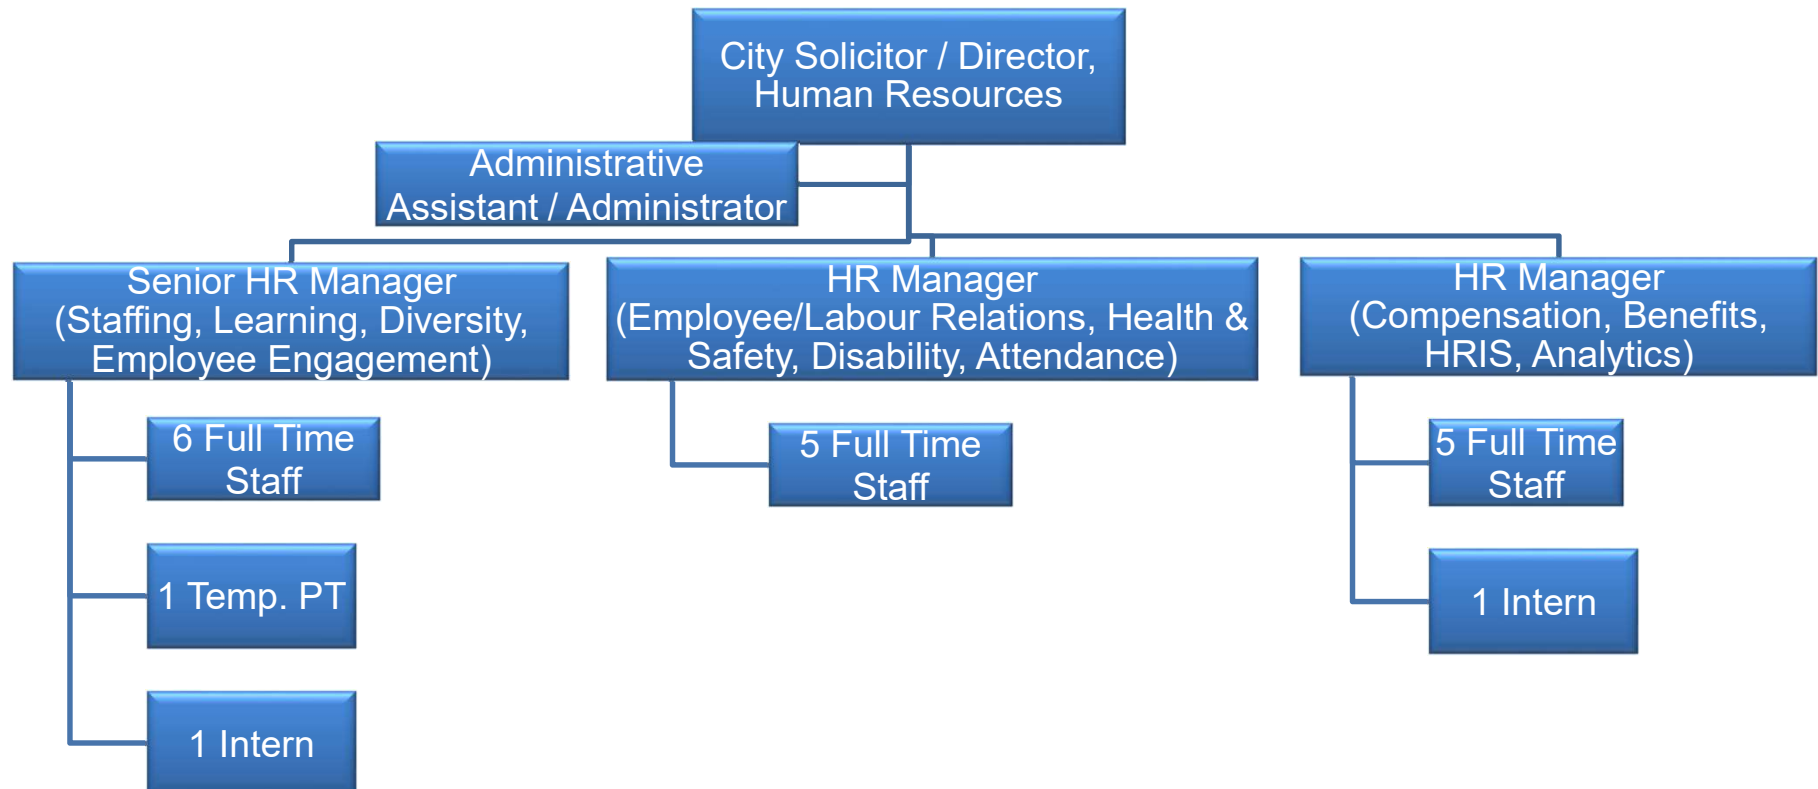 City Solicitor / Director,
Human Resources
Administrative
Assistant / Administrator
Senior HR Manager
(Staffing, Learning, Diversity,
Employee Engagement)
HR Manager
(Employee/Labour Relations, Health &
Safety, Disability, Attendance)
HR Manager
(Compensation, Benefits,
HRIS, Analytics)
6 Full Time
Staff
1 Temp. PT
1 Intern
5 Full Time
Staff
5 Full Time
Staff
1 Intern